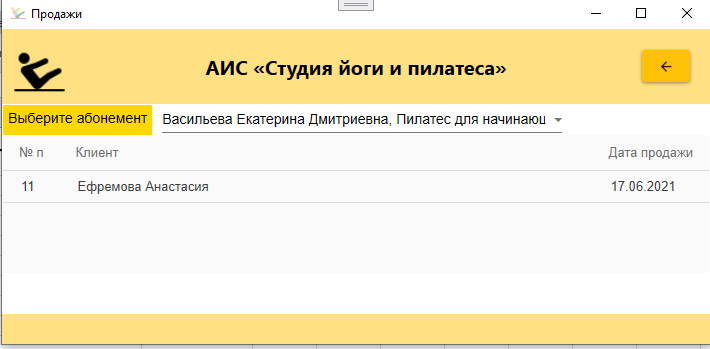 Продажи
АИС «Студия йоги и пилатеса»
Выберите абонемент Васильева Екатерина Дмитриевна, Пилатес для начинающ
№ п Клиент Дата продажи
11 Ефремова Анастасия 17.06.2021